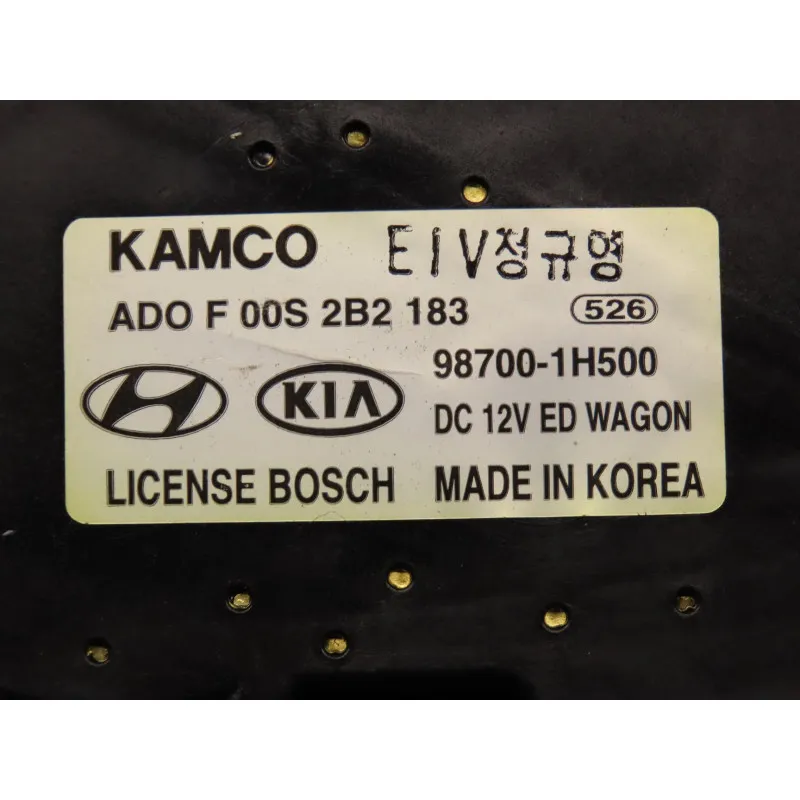 KAMCO EIV정규영
ADO F 00S 2B2 183 526
98700-1H500
KIA DC 12V ED WAGON
LICENSE BOSCH MADE IN KOREA